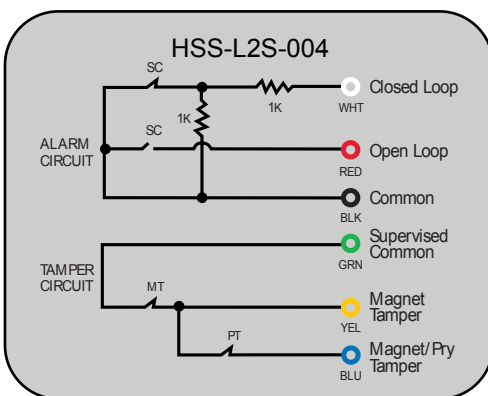 HSS-L2S-004
SC
Closed Loop
1K
WHT
1K
SC
ALARM
CIRCUIT
Open Loop
RED
Common
BLK
Supervised
Common
GRN
TAMPER
CIRCUIT
MT
Magnet
Tamper
YEL
PT
Magnet/Pry
Tamper
BLU